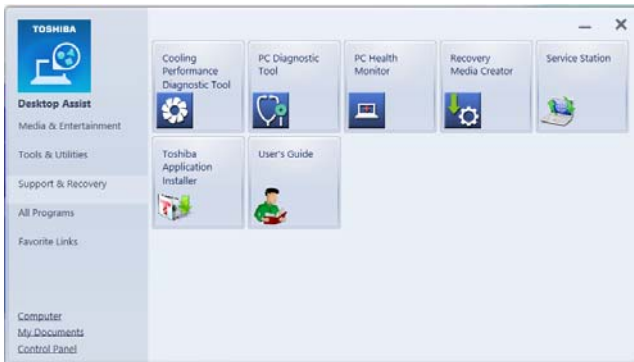 TOSHIBA
Desktop Assist
Media & Entertainment
Tools & Utilities
Support & Recovery
All Programs
Favorite Links
Computer
My Documents
Control Panel
Cooling
Performance
Diagnostic Tool
PC Diagnostic
Tool
PC Health
Monitor
Recovery
Media Creator
Service Station
Toshiba
Application
Installer
User's Guide